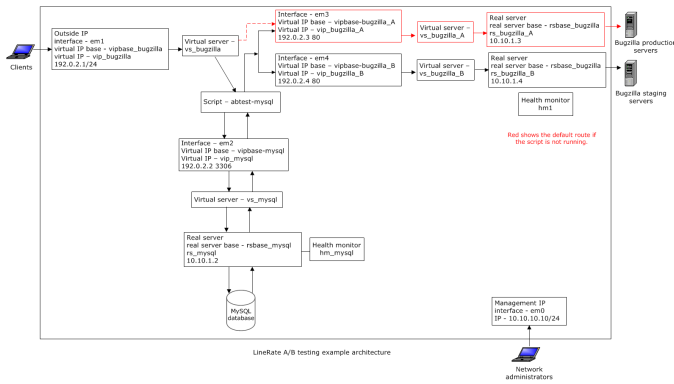 Clients
Outside IP
interface - em1
virtual IP base - vipbase_bugzilla
virtual IP – vip_bugzilla
192.0.2.1/24
Virtual server –
vs_bugzilla
Interface - em3
Virtual IP base – vipbase-bugzilla_A
Virtual IP – vip_bugzilla_A
192.0.2.3 80
Virtual server –
vs_bugzilla_A
Real server
real server base - rsbase_bugzilla
rs_bugzilla_A
10.10.1.3
Bugzilla production
servers
Interface - em4
Virtual IP base – vipbase-bugzilla_B
Virtual IP – vip_bugzilla_B
192.0.2.4 80
Virtual server –
vs_bugzilla_B
Real server
real server base - rsbase_bugzilla
rs_bugzilla_B
10.10.1.4
Bugzilla staging
servers
Health monitor
hm1
Red shows the default route if
the script is not running.
Script – abtest-mysql
Interface – em2
Virtual IP base – vipbase-mysql
Virtual IP – vip_mysql
192.0.2.2 3306
Virtual server – vs_mysql
Real server
real server base - rsbase_mysql
rs_mysql
10.10.1.2
Health monitor
hm_mysql
MySQL
database
Management IP
interface - em0
IP - 10.10.10.10/24
LineRate A/B testing example architecture
Network
administrators